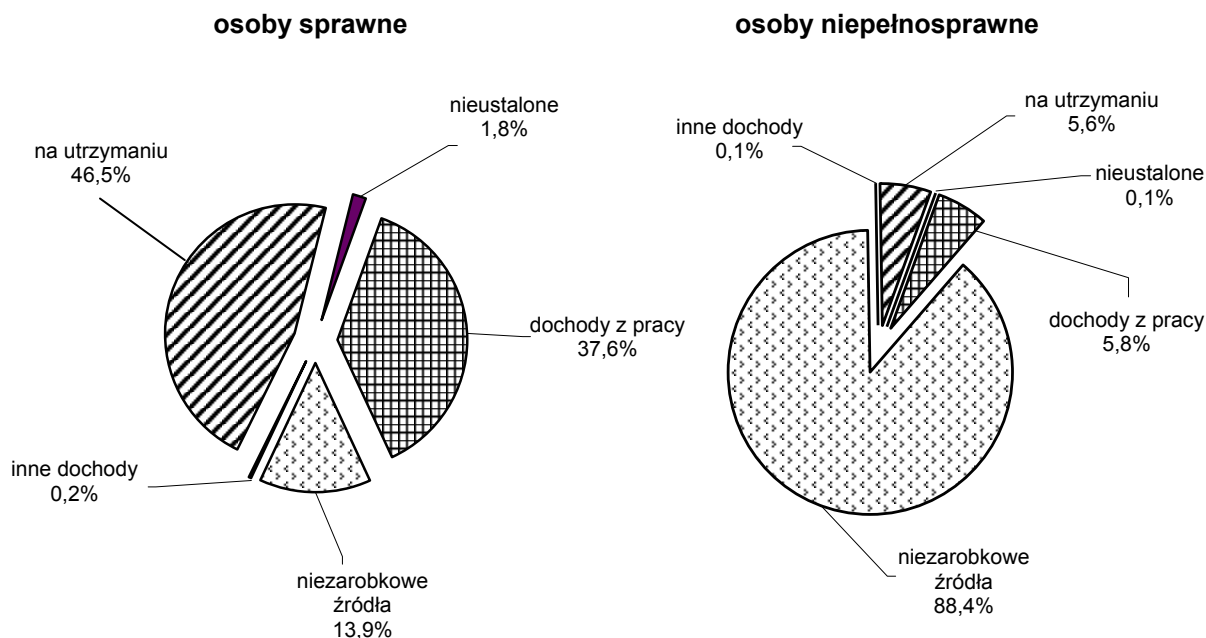 osoby sprawne
nieustalone
1,8%
na utrzymaniu
46,5%
dochody z pracy
37,6%
inne dochody
0,2%
niezarobkowe
źródła
13,9%
osoby niepełnosprawne
na utrzymaniu
5,6%
inne dochody
0,1%
nieustalone
0,1%
dochody z pracy
5,8%
niezarobkowe
źródła
88,4%